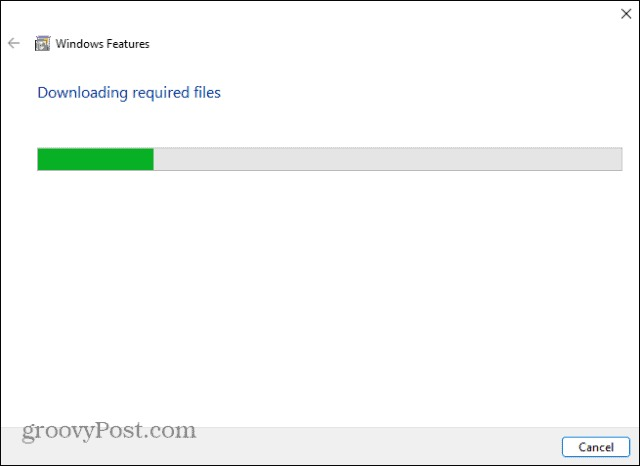 Windows Features
Downloading required files
groovyPost.com
Cancel